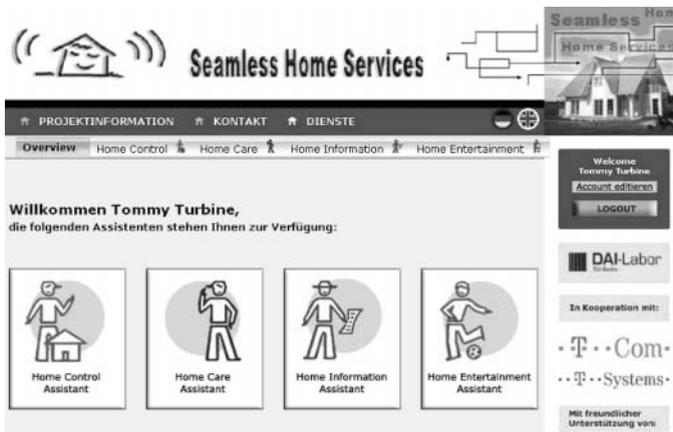 Seamless Home Services
Seamless Hom
Home Services
PROJEKTINFORMATION KONTAKT DIENSTE
Overview Home Control Home Care Home Information Home Entertainment
Welcome
Tommy Turbine
Account editieren
LOGOUT
Willkommen Tommy Turbine,
die folgenden Assistenten stehen Ihnen zur Verfügung:
Home Control
Assistant
Home Care
Assistant
Home Information
Assistant
Home Entertainment
Assistant
DAI-Labor
TU Berlin
In Kooperation mit:
·T··Com·
··T··Systems·
Mit freundlicher
Unterstützung von: